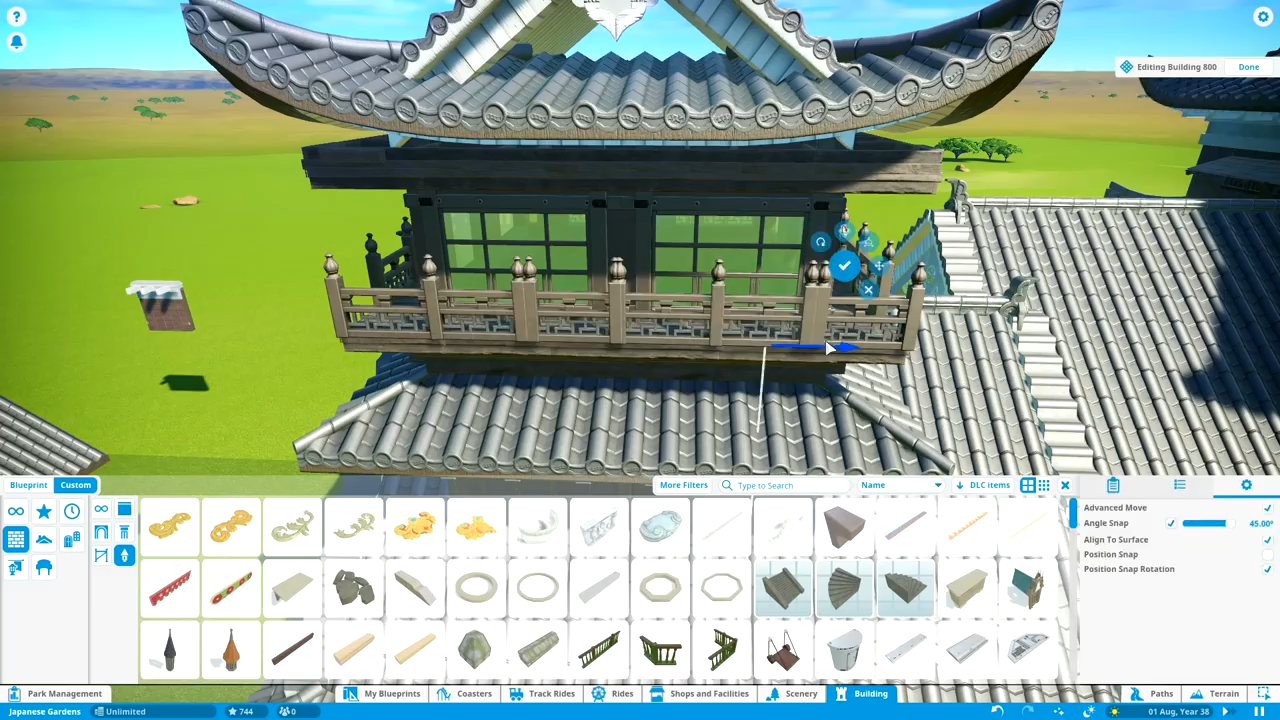 ?
Editing Building 800
Done
Blueprint
Custom
More Filters
Type to Search
Name
DLC items
Advanced Move
Angle Snap
45.00°
Align To Surface
Position Snap
Position Snap Rotation
Park Management
My Blueprints
Coasters
Track Rides
Rides
Shops and Facilities
Scenery
Building
Paths
Terrain
Japanese Gardens
Unlimited
744
0
01 Aug, Year 38